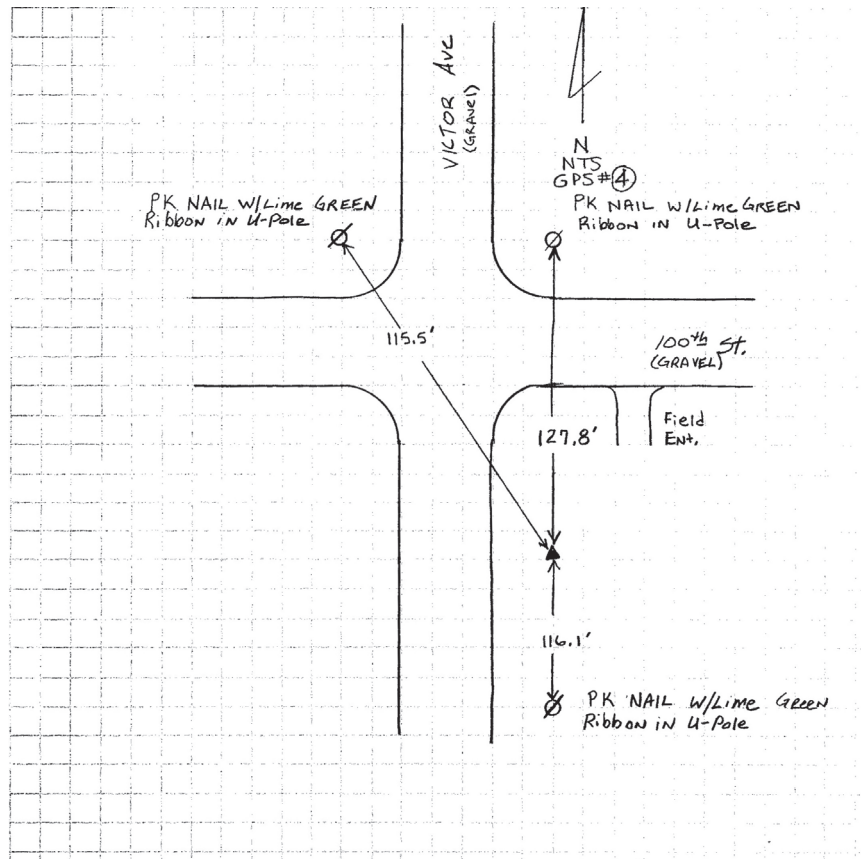 VICTOR Ave
(GRAVEl)
N
NTS
GPS#4
PK NAIL W/Lime GREEN
Ribbon in U-Pole
PK NAIL W/Lime GREEN
Ribbon in U-Pole
115.5'
100th St.
(GRAVEL)
Field
Ent.
127.8'
116.1'
PK NAIL W/Lime Green
Ribbon in U-Pole